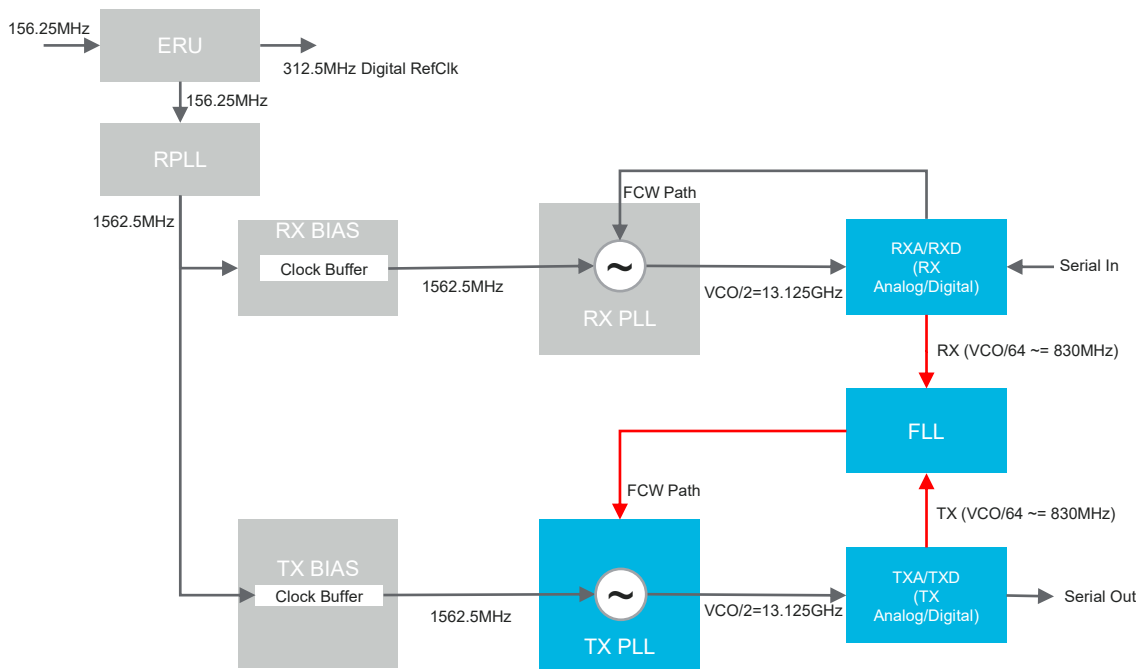 156.25MHz
ERU
312.5MHz Digital RefClk
156.25MHz
RPLL
1562.5MHz
FCW Path
RX BIAS
Clock Buffer
1562.5MHz
~
RX PLL
VCO/2=13.125GHz
RXA/RXD
(RX
Analog/Digital)
Serial In
RX (VCO/64 ~= 830MHz)
FLL
FCW Path
TX (VCO/64 ~= 830MHz)
TX BIAS
Clock Buffer
1562.5MHz
~
TX PLL
VCO/2=13.125GHz
TXA/TXD
(TX
Analog/Digital)
Serial Out